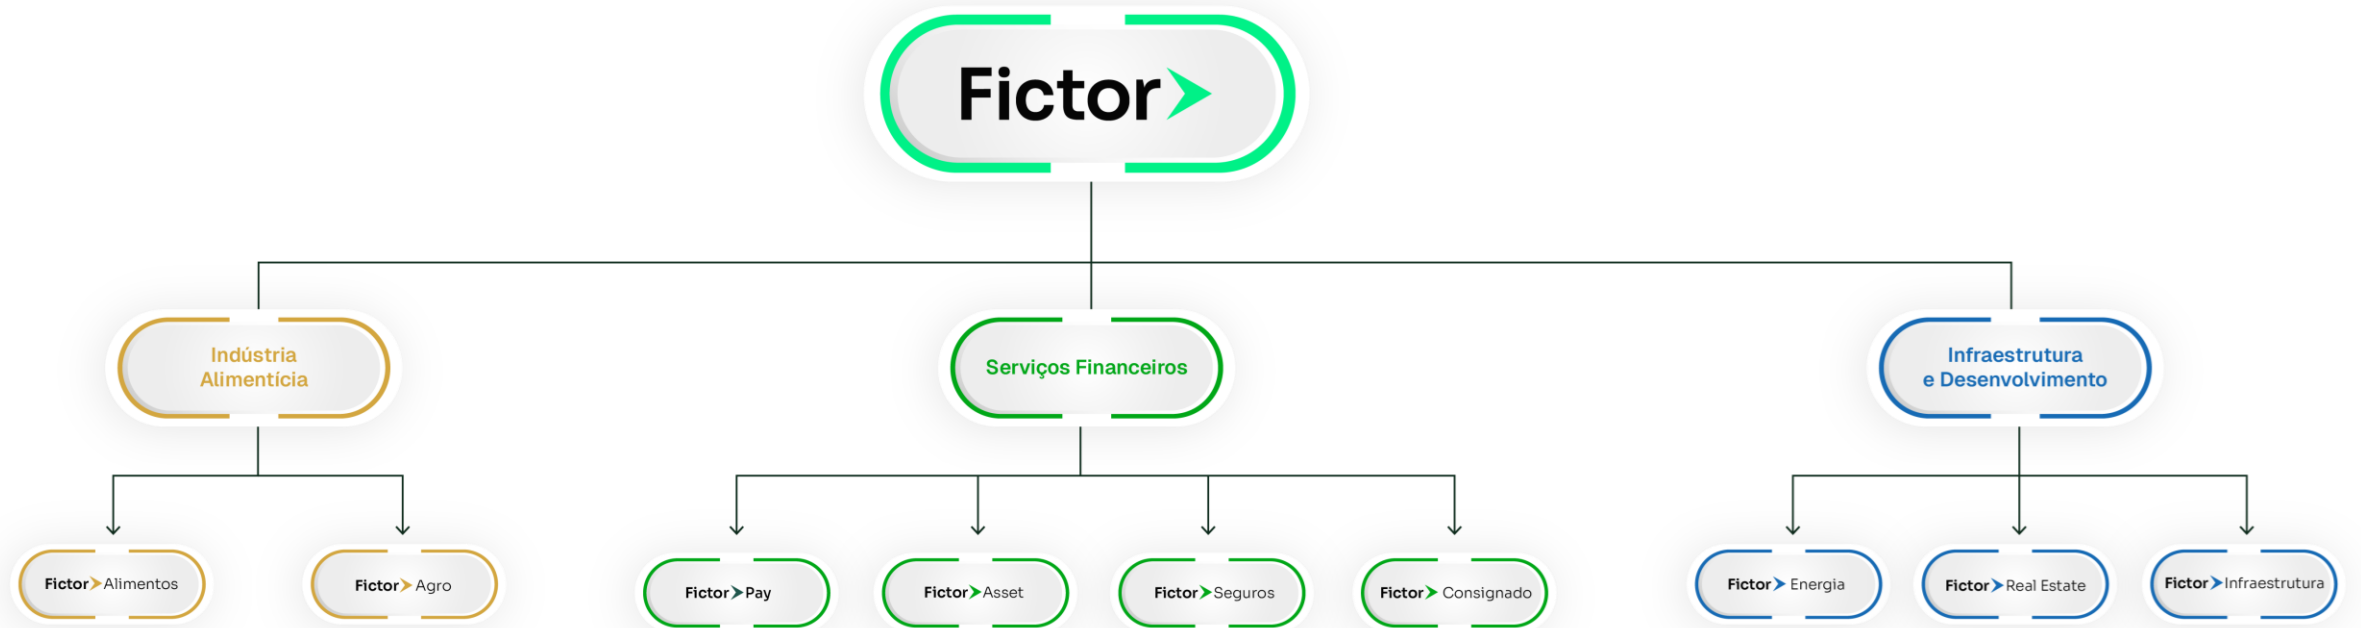 Fictor
Indústria
Alimentícia
Serviços Financeiros
Infraestrutura
e Desenvolvimento
Fictor Alimentos
Fictor Agro
Fictor Pay
Fictor Asset
Fictor Seguros
Fictor Consignado
Fictor Energia
Fictor Real Estate
Fictor Infraestrutura